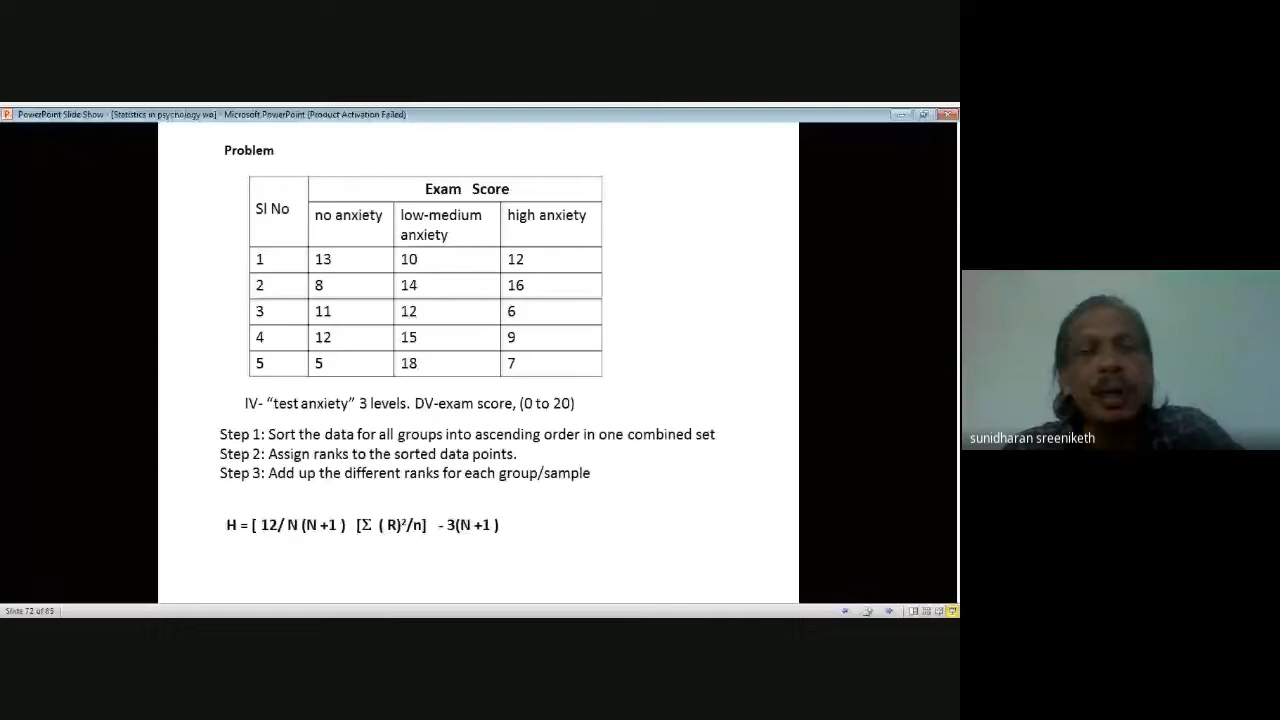 PowerPoint Slide Show - [Statistics in psychology wo] - Microsoft PowerPoint (Product Activation Failed)
Problem
Sl No Exam Score
no anxiety low-medium anxiety high anxiety
1 13 10 12
2 8 14 16
3 11 12 6
4 12 15 9
5 5 18 7
IV- “test anxiety” 3 levels. DV-exam score, (0 to 20)
Step 1: Sort the data for all groups into ascending order in one combined set
Step 2: Assign ranks to the sorted data points.
Step 3: Add up the different ranks for each group/sample
H = [ 12/ N (N +1 ) [Σ ( R)²/n] - 3(N +1 )
Slide 72 of 85
sunidharan sreeniketh